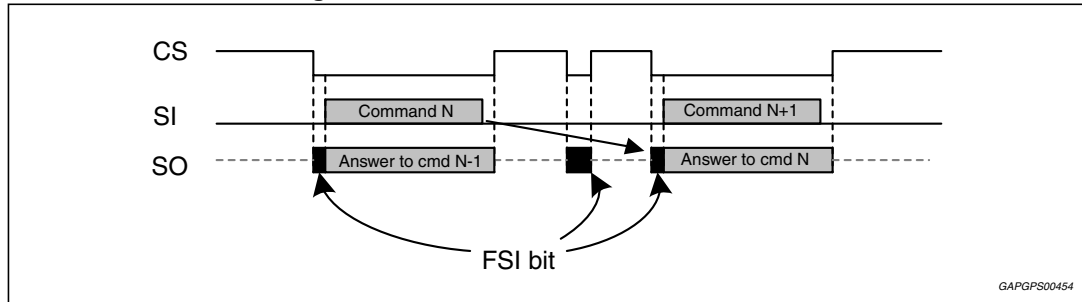 CS
SI
Command N
Command N+1
SO
Answer to cmd N-1
Answer to cmd N
FSI bit
GAPGPS00454